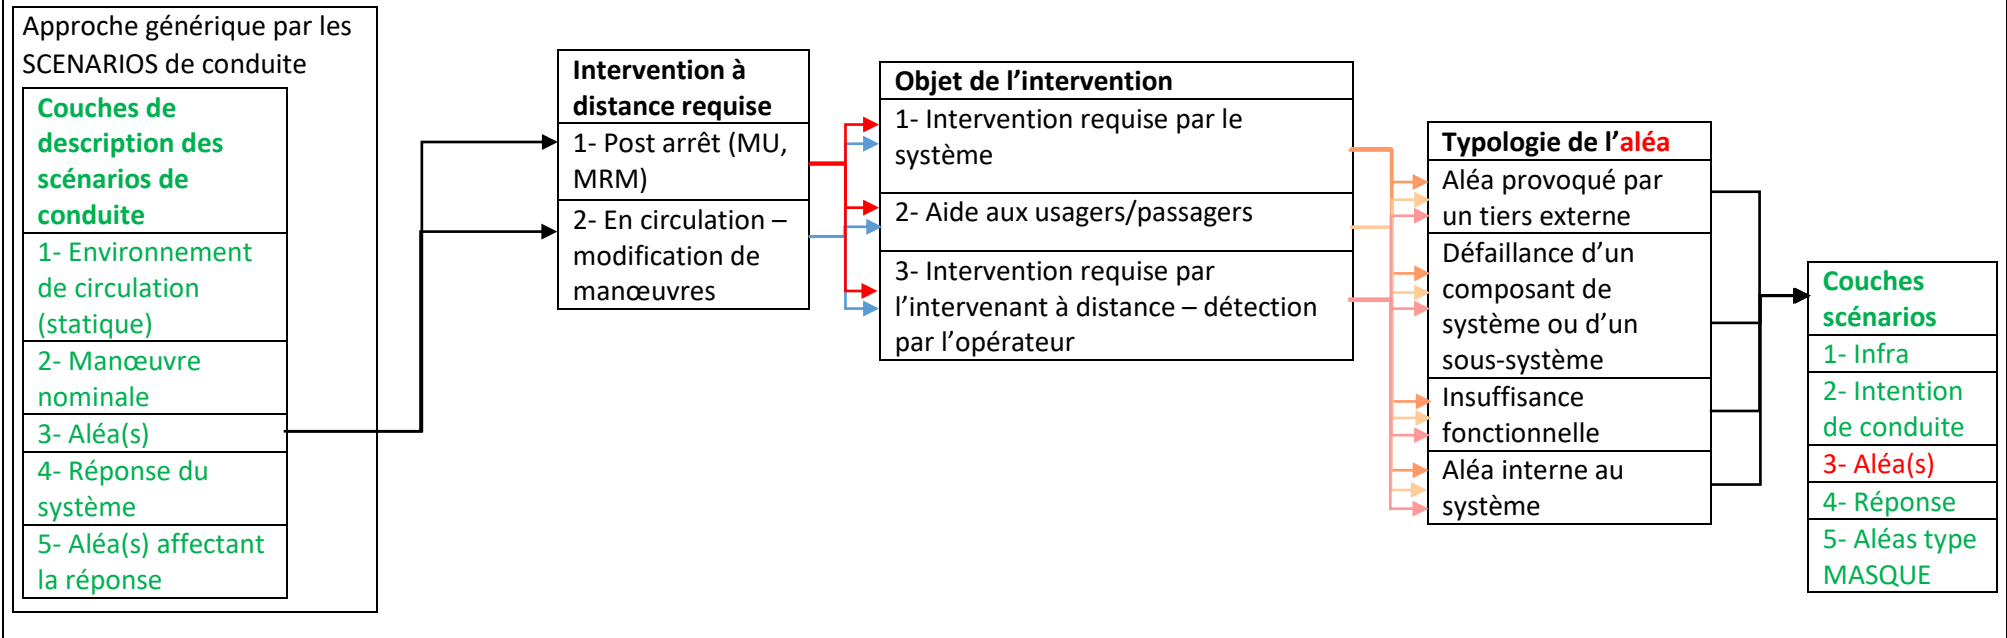 Approche générique par les
SCENARIOS de conduite
Couches de
description des
scénarios de
conduite
1- Environnement
de circulation
(statique)
2- Manœuvre
nominale
3- Aléa(s)
4- Réponse du
système
5- Aléa(s) affectant
la réponse
Intervention à
distance requise
1- Post arrêt (MU,
MRM)
2- En circulation –
modification de
manœuvres
Objet de l’intervention
1- Intervention requise par le
système
2- Aide aux usagers/passagers
3- Intervention requise par
l’intervenant à distance – détection
par l’opérateur
Typologie de l’aléa
Aléa provoqué par
un tiers externe
Défaillance d’un
composant de
système ou d’un
sous-système
Insuffisance
fonctionnelle
Aléa interne au
système
Couches
scénarios
1- Infra
2- Intention
de conduite
3- Aléa(s)
4- Réponse
5- Aléas type
MASQUE